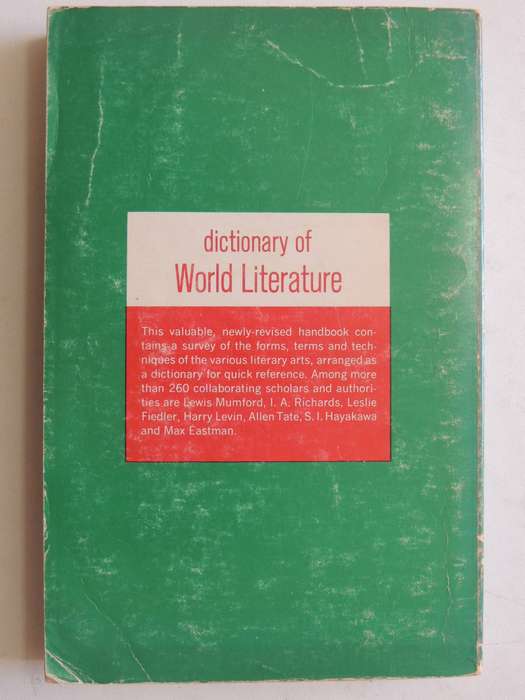 dictionary of
World Literature
This valuable, newly-revised handbook con-
tains a survey of the forms, terms and tech-
niques of the various literary arts, arranged as
a dictionary for quick reference. Among more
than 260 collaborating scholars and authori-
ties are Lewis Mumford, I. A. Richards, Leslie
Fiedler, Harry Levin, Allen Tate, S. I. Hayakawa
and Max Eastman.